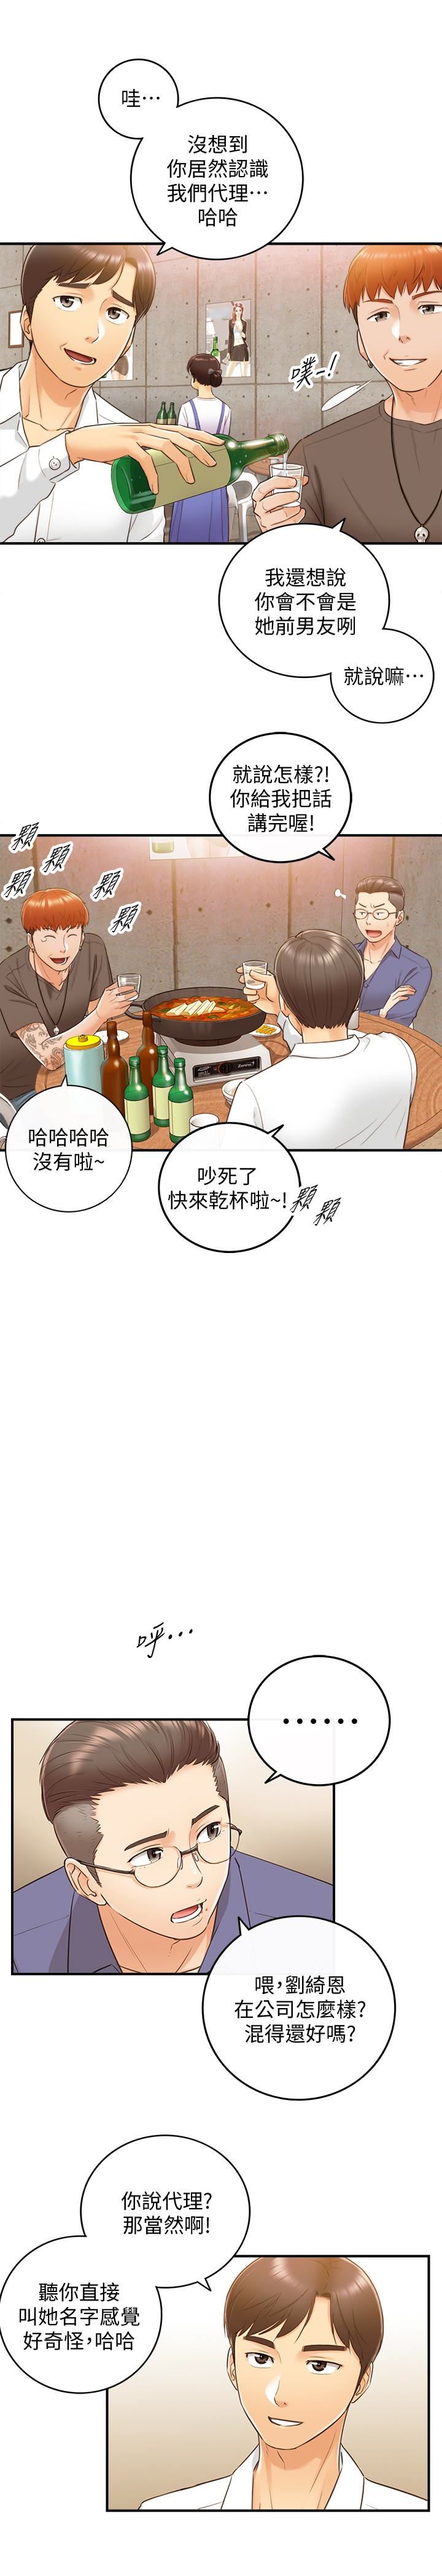 哇⋯
沒想到
你居然認識
我們代理⋯
哈哈
噗-!
我還想說
你會不會是
她前男友咧
就說嘛⋯
就說怎樣?!
你給我把話
講完喔!
顆
顆
顆
顆
顆
哈哈哈哈
沒有啦~
吵死了
快來乾杯啦~!
顆
顆
呼⋯
⋯⋯
喂,劉綺恩
在公司怎麼樣?
混得還好嗎?
你說代理?
那當然啊!
聽你直接
叫她名字感覺
好奇怪,哈哈